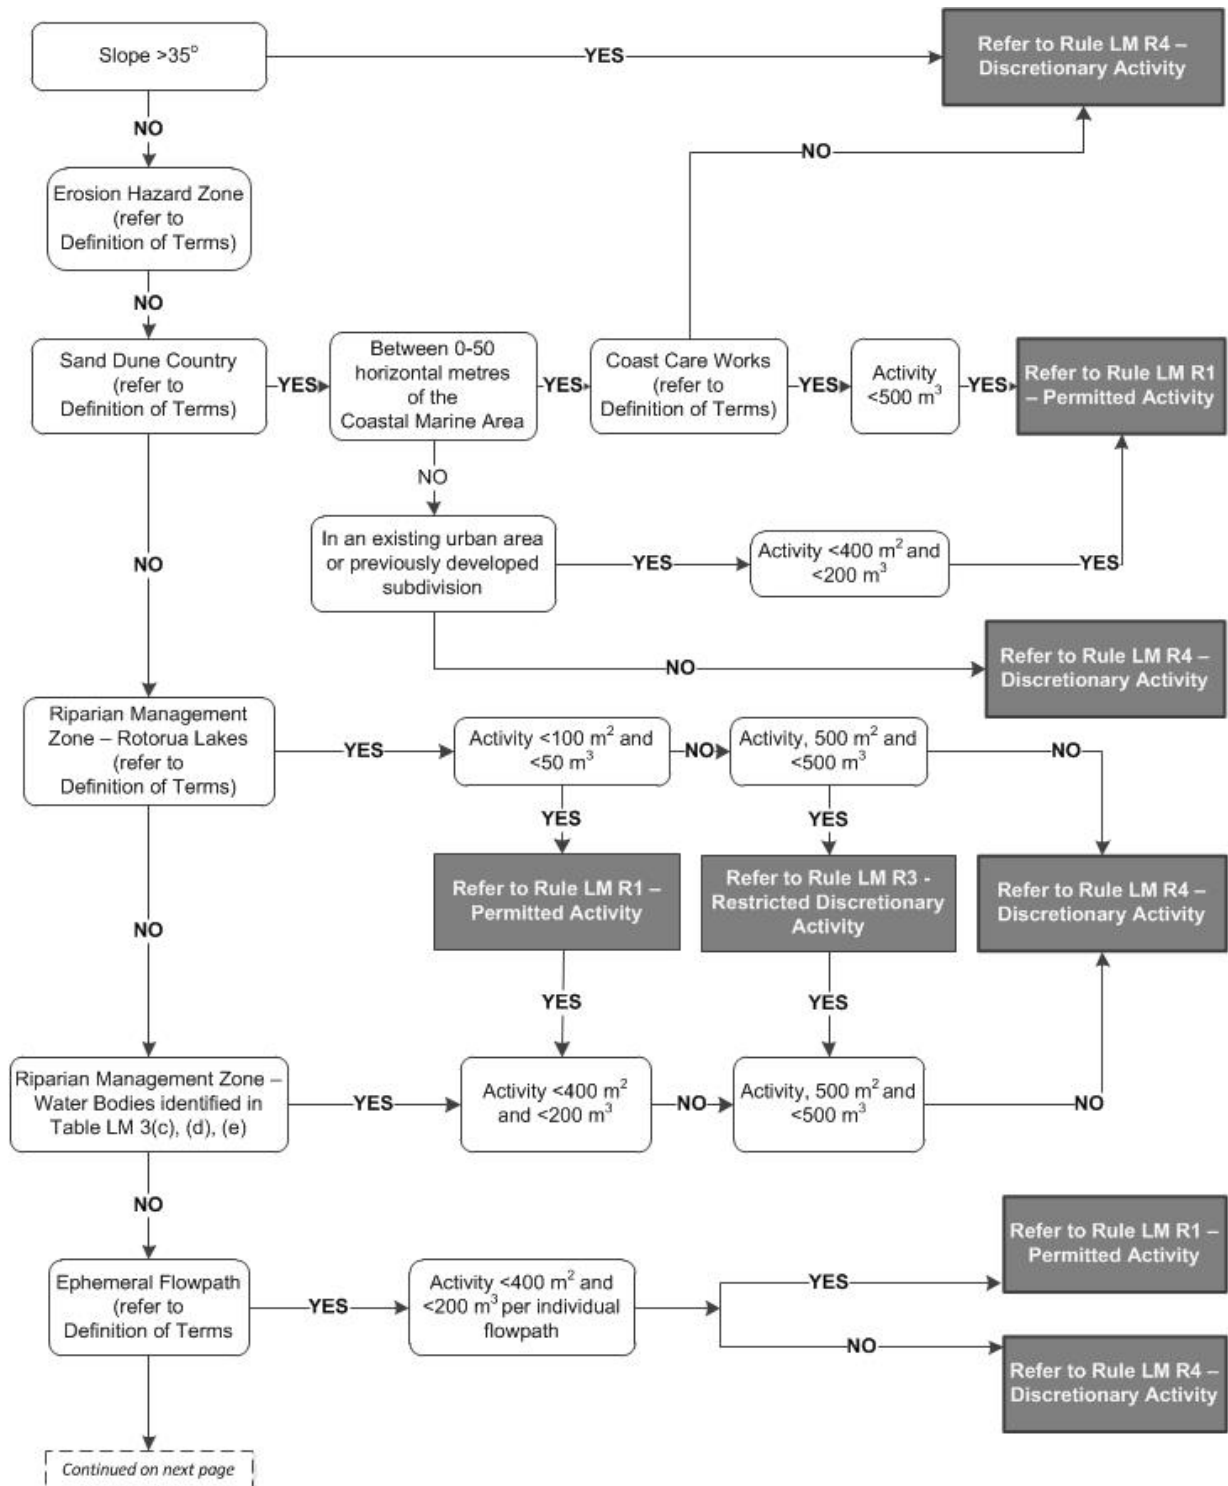 Slope >35°
YES
Refer to Rule LM R4 –
Discretionary Activity
NO
NO
Erosion Hazard Zone
(refer to
Definition of Terms)
NO
Sand Dune Country
(refer to
Definition of Terms)
YES
Between 0-50
horizontal metres
of the
Coastal Marine Area
YES
Coast Care Works
(refer to
Definition of Terms)
YES
Activity
<500 m³
YES
Refer to Rule LM R1
– Permitted Activity
NO
In an existing urban area
or previously developed
subdivision
YES
Activity <400 m² and
<200 m³
YES
NO
NO
Refer to Rule LM R4 –
Discretionary Activity
Riparian Management
Zone – Rotorua Lakes
(refer to
Definition of Terms)
YES
Activity <100 m² and
<50 m³
NO
Activity, 500 m² and
<500 m³
NO
YES
YES
Refer to Rule LM R1 –
Permitted Activity
Refer to Rule LM R3 -
Restricted Discretionary
Activity
Refer to Rule LM R4 –
Discretionary Activity
NO
YES
YES
Riparian Management Zone –
Water Bodies identified in
Table LM 3(c), (d), (e)
YES
Activity <400 m²
and <200 m³
NO
Activity, 500 m² and
<500 m³
NO
NO
Ephemeral Flowpath
(refer to
Definition of Terms
YES
Activity <400 m² and
<200 m³ per individual
flowpath
YES
Refer to Rule LM R1 –
Permitted Activity
NO
Refer to Rule LM R4 –
Discretionary Activity
Continued on next page